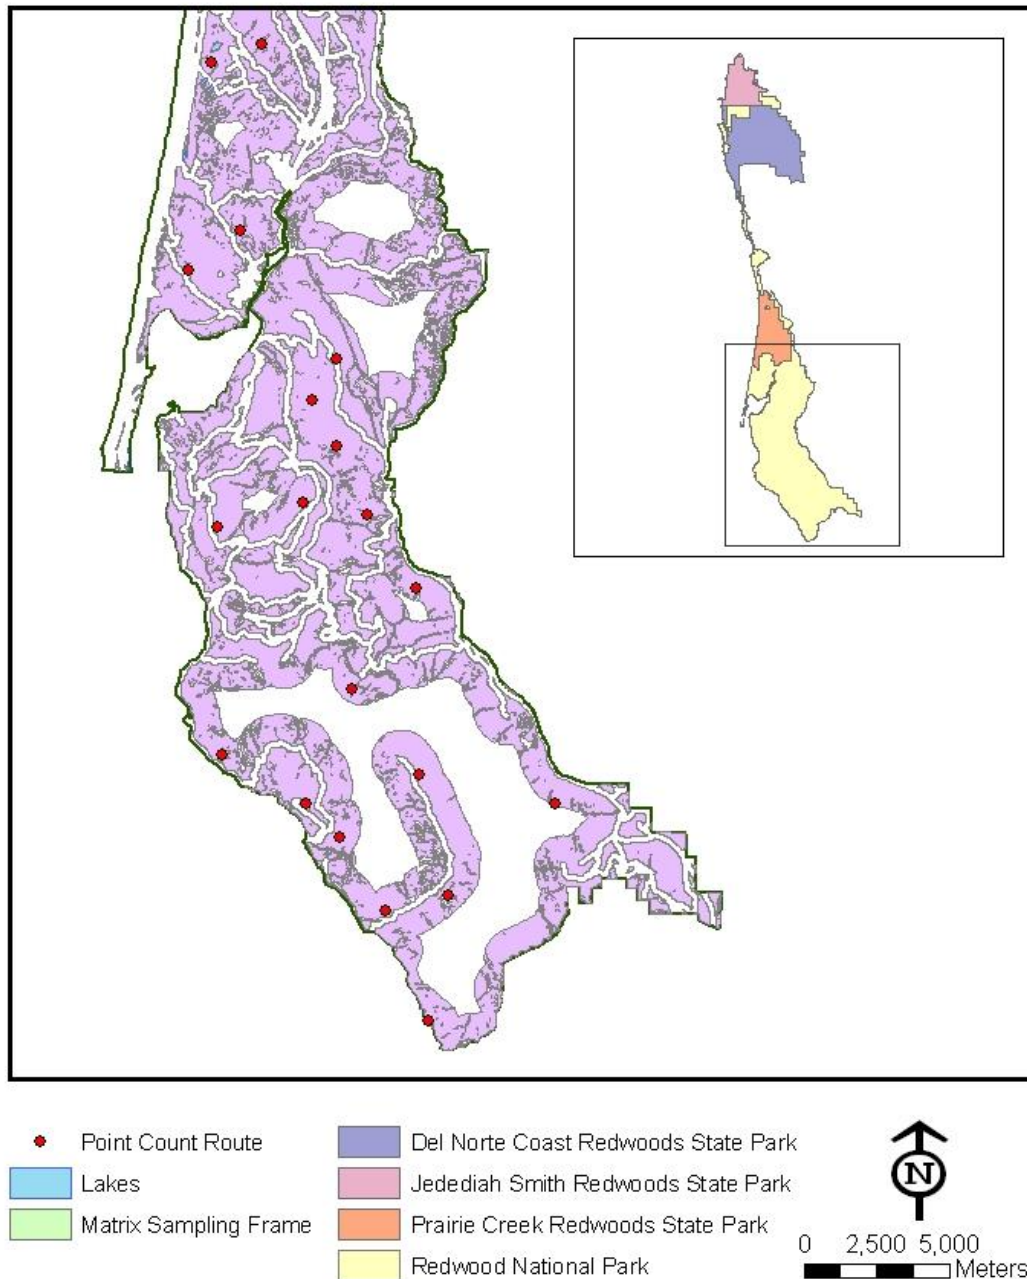 Point Count Route
Lakes
Matrix Sampling Frame
Del Norte Coast Redwoods State Park
Jedediah Smith Redwoods State Park
Prairie Creek Redwoods State Park
Redwood National Park
N
0 2,500 5,000
Meters